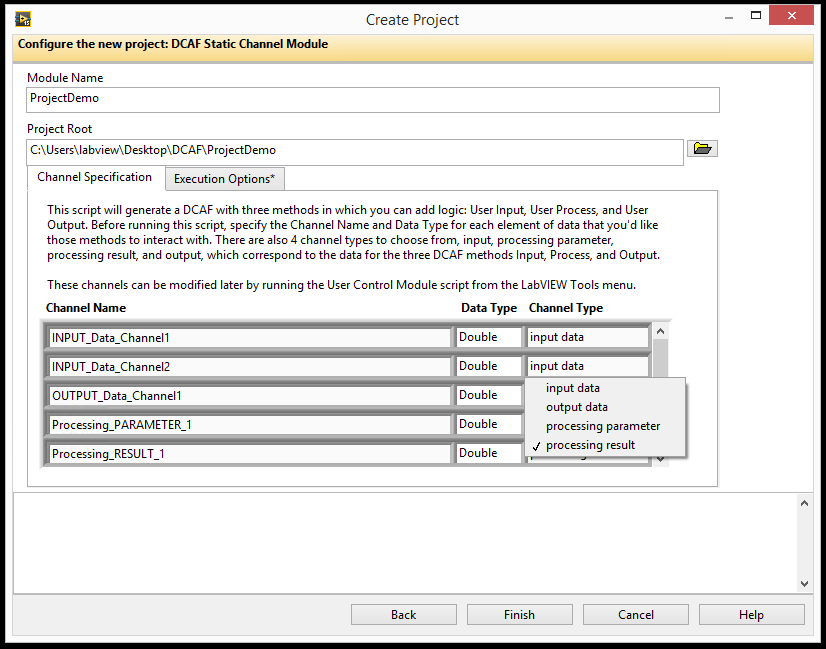 Create Project
Configure the new project: DCAF Static Channel Module
Module Name
ProjectDemo
Project Root
C:\Users\labview\Desktop\DCAF\ProjectDemo
Channel Specification
Execution Options*
This script will generate a DCAF with three methods in which you can add logic: User Input, User Process, and User
Output. Before running this script, specify the Channel Name and Data Type for each element of data that you'd like
those methods to interact with. There are also 4 channel types to choose from, input, processing parameter,
processing result, and output, which correspond to the data for the three DCAF methods Input, Process, and Output.
These channels can be modified later by running the User Control Module script from the LabVIEW Tools menu.
Channel Name Data Type Channel Type
INPUT_Data_Channel1 Double input data
INPUT_Data_Channel2 Double input data
OUTPUT_Data_Channel1 Double
Processing_PARAMETER_1 Double
Processing_RESULT_1 Double
input data
output data
processing parameter
✓ processing result
Back Finish Cancel Help